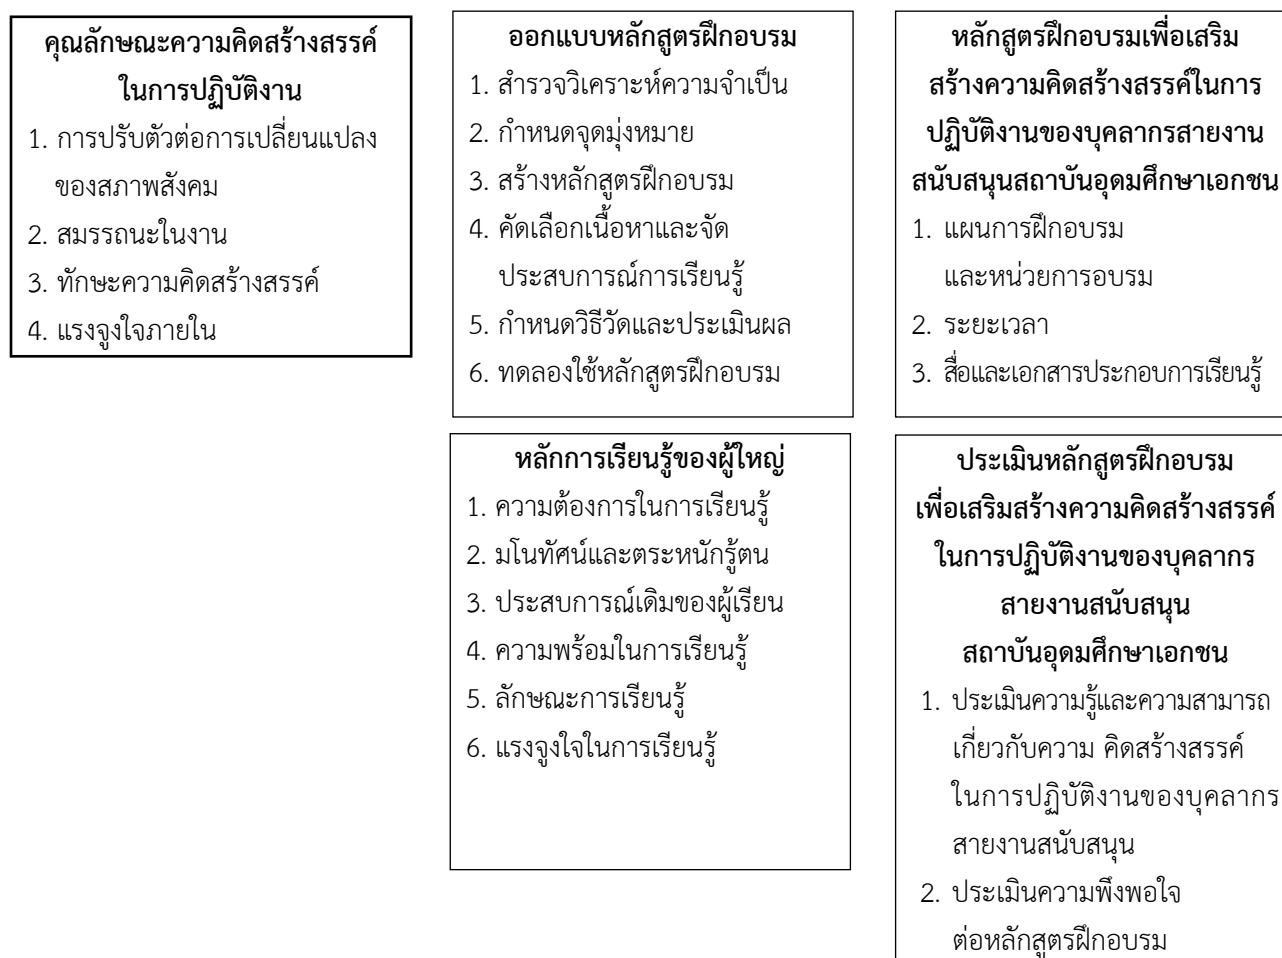 คุณลักษณะความคิดสร้างสรรค์
ในการปฏิบัติงาน
1. การปรับตัวต่อการเปลี่ยนแปลง
ของสภาพสังคม
2. สมรรถนะในงาน
3. ทักษะความคิดสร้างสรรค์
4. แรงจูงใจภายใน
ออกแบบหลักสูตรฝึกอบรม
1. สำรวจวิเคราะห์ความจำเป็น
2. กำหนดจุดมุ่งหมาย
3. สร้างหลักสูตรฝึกอบรม
4. คัดเลือกเนื้อหาและจัด
ประสบการณ์การเรียนรู้
5. กำหนดวิธีวัดและประเมินผล
6. ทดลองใช้หลักสูตรฝึกอบรม
หลักสูตรฝึกอบรมเพื่อเสริม
สร้างความคิดสร้างสรรค์ในการ
ปฏิบัติงานของบุคลากรสายงาน
สนับสนุนสถาบันอุดมศึกษาเอกชน
1. แผนการฝึกอบรม
และหน่วยการอบรม
2. ระยะเวลา
3. สื่อและเอกสารประกอบการเรียนรู้
หลักการเรียนรู้ของผู้ใหญ่
1. ความต้องการในการเรียนรู้
2. มโนทัศน์และตระหนักรู้ตน
3. ประสบการณ์เดิมของผู้เรียน
4. ความพร้อมในการเรียนรู้
5. ลักษณะการเรียนรู้
6. แรงจูงใจในการเรียนรู้
ประเมินหลักสูตรฝึกอบรม
เพื่อเสริมสร้างความคิดสร้างสรรค์
ในการปฏิบัติงานของบุคลากร
สายงานสนับสนุน
สถาบันอุดมศึกษาเอกชน
1. ประเมินความรู้และความสามารถ
เกี่ยวกับความ คิดสร้างสรรค์
ในการปฏิบัติงานของบุคลากร
สายงานสนับสนุน
2. ประเมินความพึงพอใจ
ต่อหลักสูตรฝึกอบรม